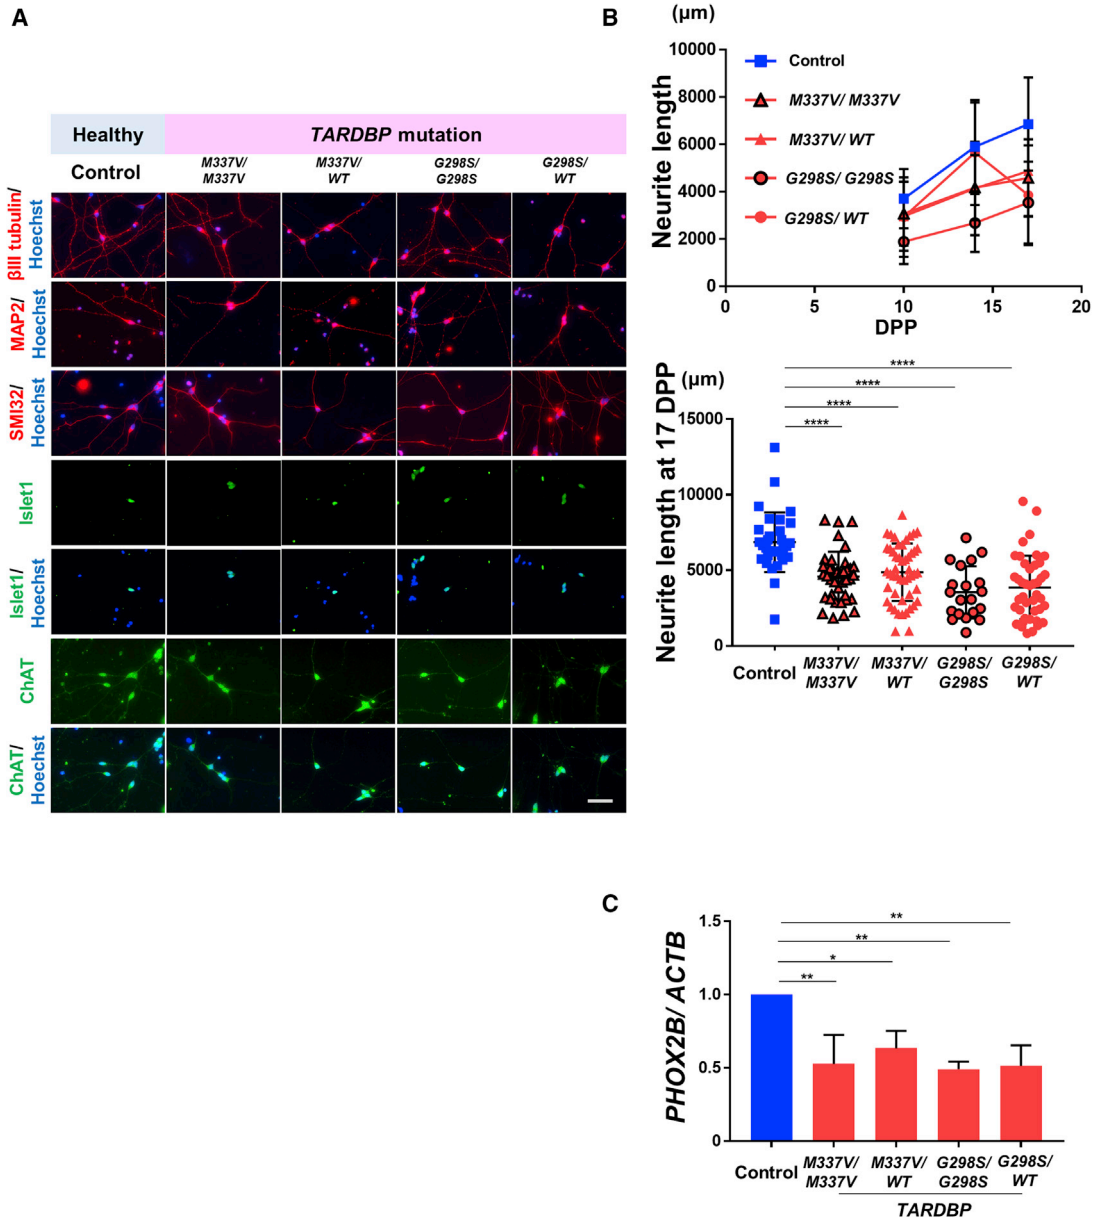 A
Healthy
TARDBP mutation
Control
M337V/
M337V
M337V/
WT
G298S/
G298S
G298S/
WT
βIII tubulin/
Hoechst
MAP2/
Hoechst
SMI32/
Hoechst
Islet1
Islet1/
Hoechst
ChAT
ChAT/
Hoechst
B
(μm)
Neurite length
10000
8000
6000
4000
2000
0
Control
M337V/ M337V
M337V/ WT
G298S/ G298S
G298S/ WT
0
5
10
15
20
DPP
(μm)
Neurite length at 17 DPP
15000
10000
5000
0
****
****
****
****
Control
M337V/
M337V
M337V/
WT
G298S/
G298S
G298S/
WT
C
PHOX2B/ ACTB
1.5
1.0
0.5
0
**
**
*
**
Control
M337V/
M337V
M337V/
WT
G298S/
G298S
G298S/
WT
TARDBP